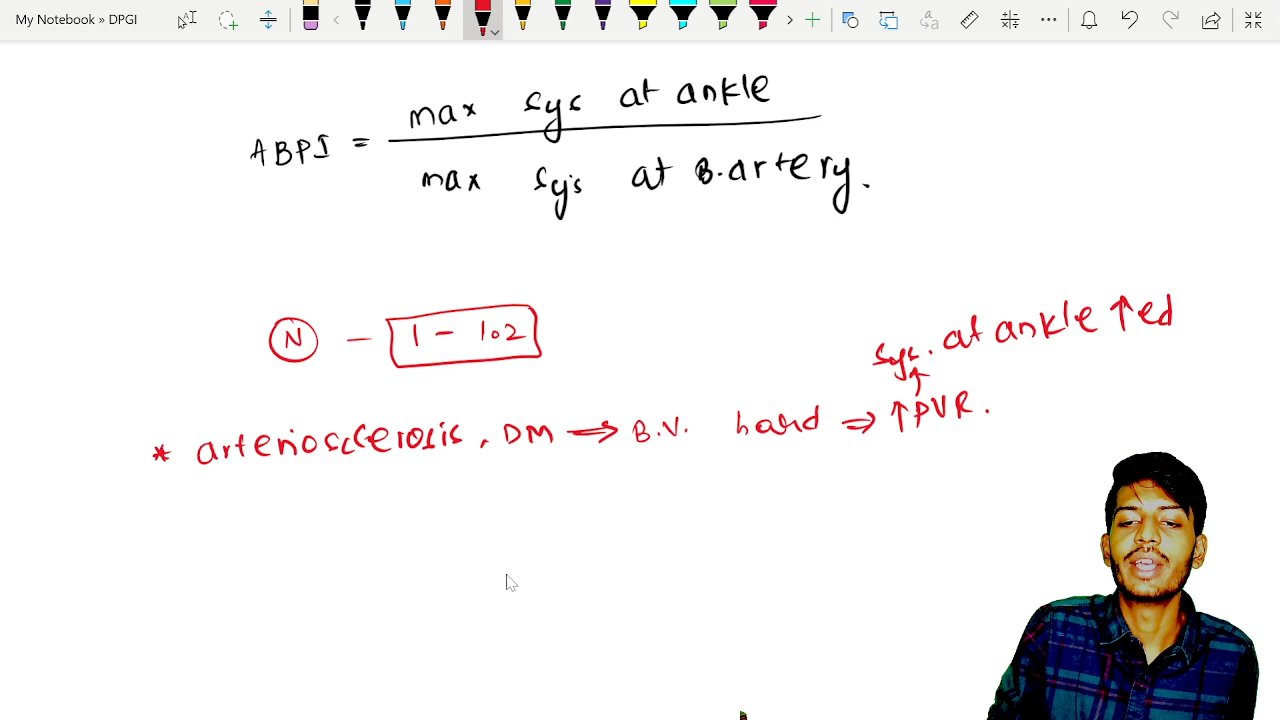 My Notebook » DPGI
max sys at ankle
ABPI =
max sys at B.artery.
N - 1 - 1.2
sys. at ankle ↑ed
* arteriosclerosis, DM ⇒ B.V. hard ⇒ ↑PVR.